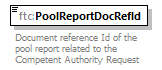 ftc:PoolReportDocRefId
Document reference Id of the
pool report related to the
Competent Authority Request